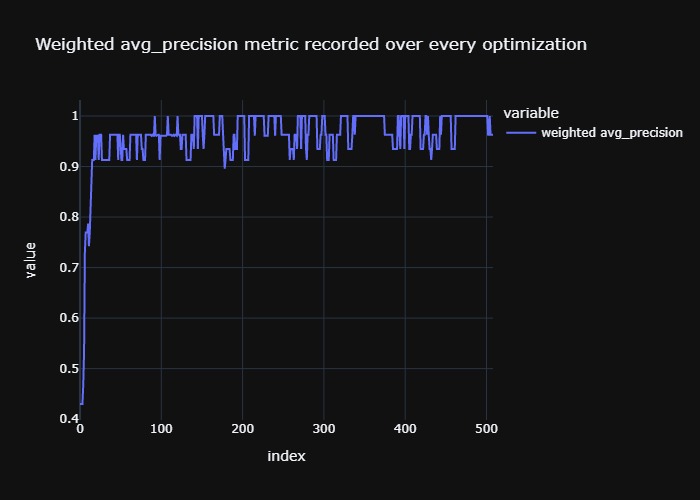 Weighted avg_precision metric recorded over every optimization
variable
weighted avg_precision
1
0.9
0.8
0.7
0.6
0.5
0.4
value
0 100 200 300 400 500
index